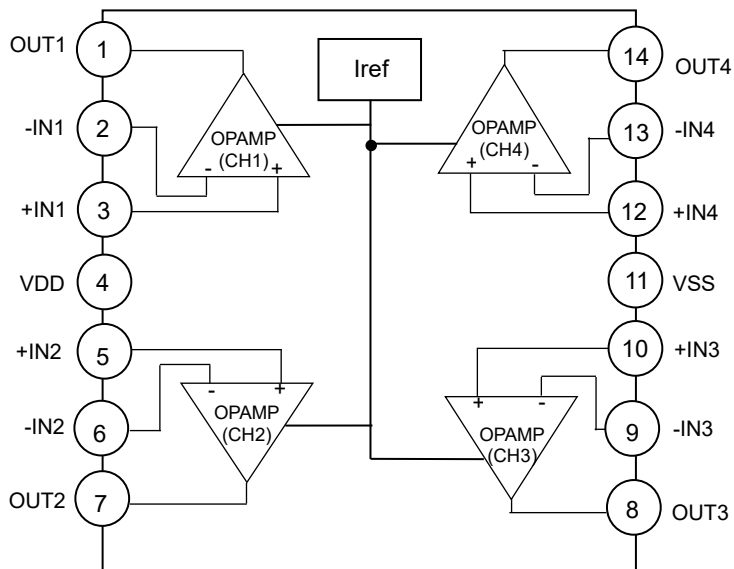 OUT1
1
Iref
14
OUT4
-IN1
2
OPAMP
(CH1)
-
+
OPAMP
(CH4)
+
-
13
-IN4
+IN1
3
12
+IN4
VDD
4
11
VSS
+IN2
5
10
+IN3
-
+
OPAMP
(CH2)
+
-
OPAMP
(CH3)
-IN2
6
9
-IN3
OUT2
7
8
OUT3